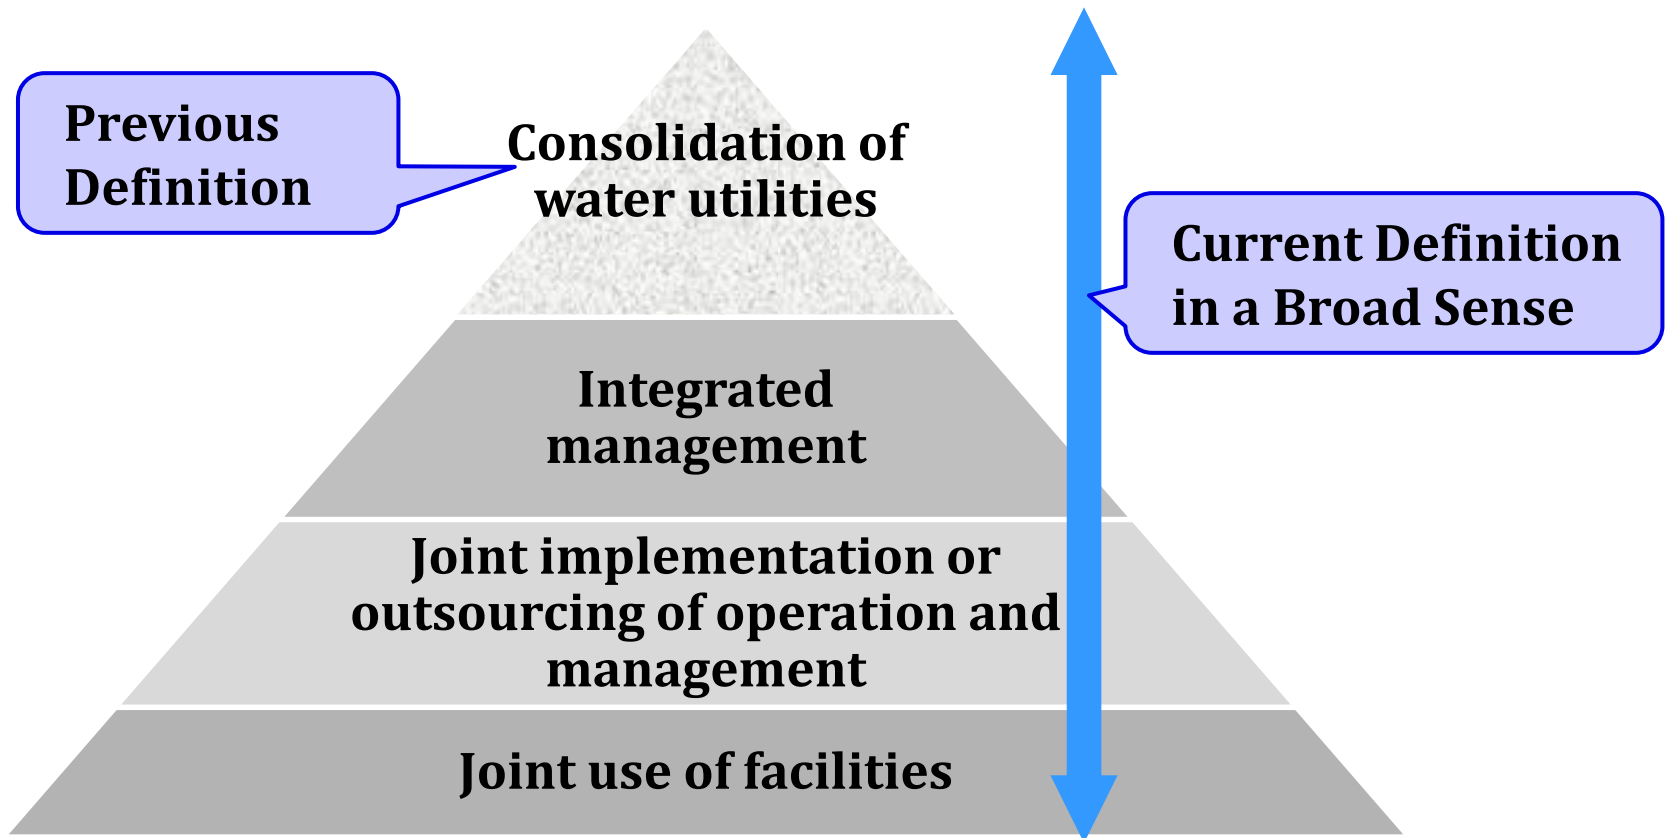 Previous
Definition
Consolidation of
water utilities
Current Definition
in a Broad Sense
Integrated
management
Joint implementation or
outsourcing of operation and
management
Joint use of facilities